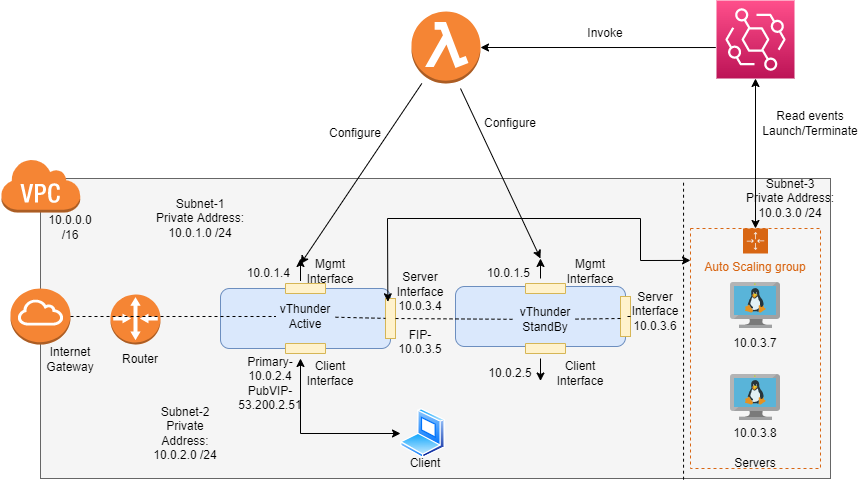 Invoke
Configure
Configure
Read events
Launch/Terminate
VPC
10.0.0.0
/16
Subnet-1
Private Address:
10.0.1.0 /24
Subnet-3
Private Address:
10.0.3.0 /24
10.0.1.4
Mgmt
Interface
Server
Interface
10.0.3.4
10.0.1.5
Mgmt
Interface
Server
Interface
10.0.3.6
Auto Scaling group
vThunder
Active
FIP-
10.0.3.5
vThunder
StandBy
Internet
Gateway
Router
10.0.3.7
Primary-
10.0.2.4
PubVIP-
53.200.2.51
Client
Interface
10.0.2.5
Client
Interface
Subnet-2
Private
Address:
10.0.2.0 /24
10.0.3.8
Client
Servers